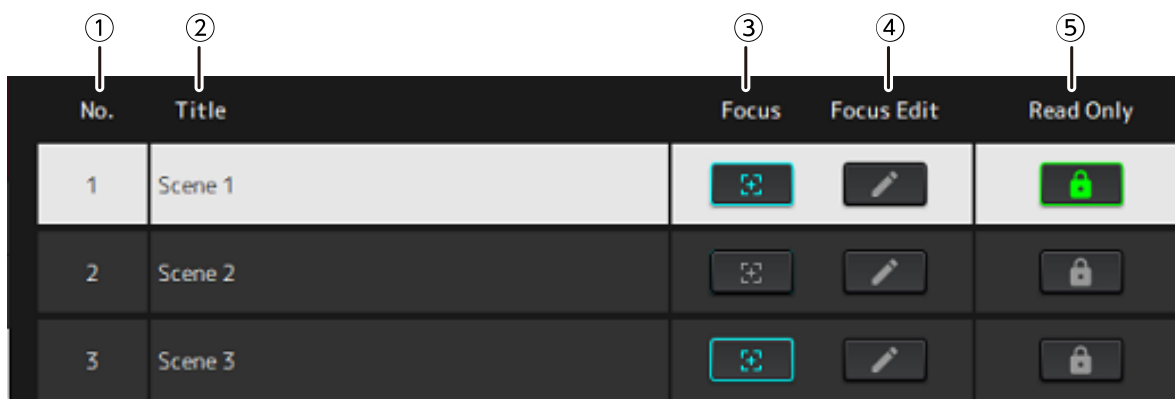 ① ② ③ ④ ⑤
No. Title Focus Focus Edit Read Only
1 Scene 1
2 Scene 2
3 Scene 3